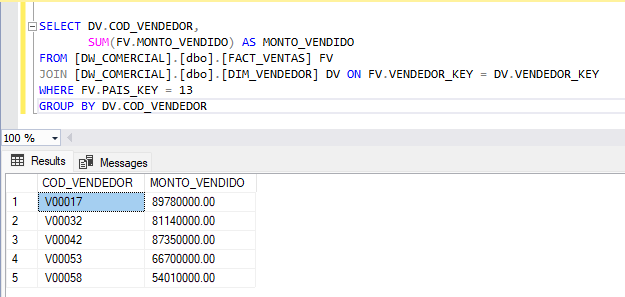 SELECT DV.COD_VENDEDOR,
SUM(FV.MONTO_VENDIDO) AS MONTO_VENDIDO
FROM [DW_COMERCIAL].[dbo].[FACT_VENTAS] FV
JOIN [DW_COMERCIAL].[dbo].[DIM_VENDEDOR] DV ON FV.VENDEDOR_KEY = DV.VENDEDOR_KEY
WHERE FV.PAIS_KEY = 13
GROUP BY DV.COD_VENDEDOR
100 %
Results Messages
COD_VENDEDOR MONTO_VENDIDO
1 V00017 89780000.00
2 V00032 81140000.00
3 V00042 87350000.00
4 V00053 66700000.00
5 V00058 54010000.00